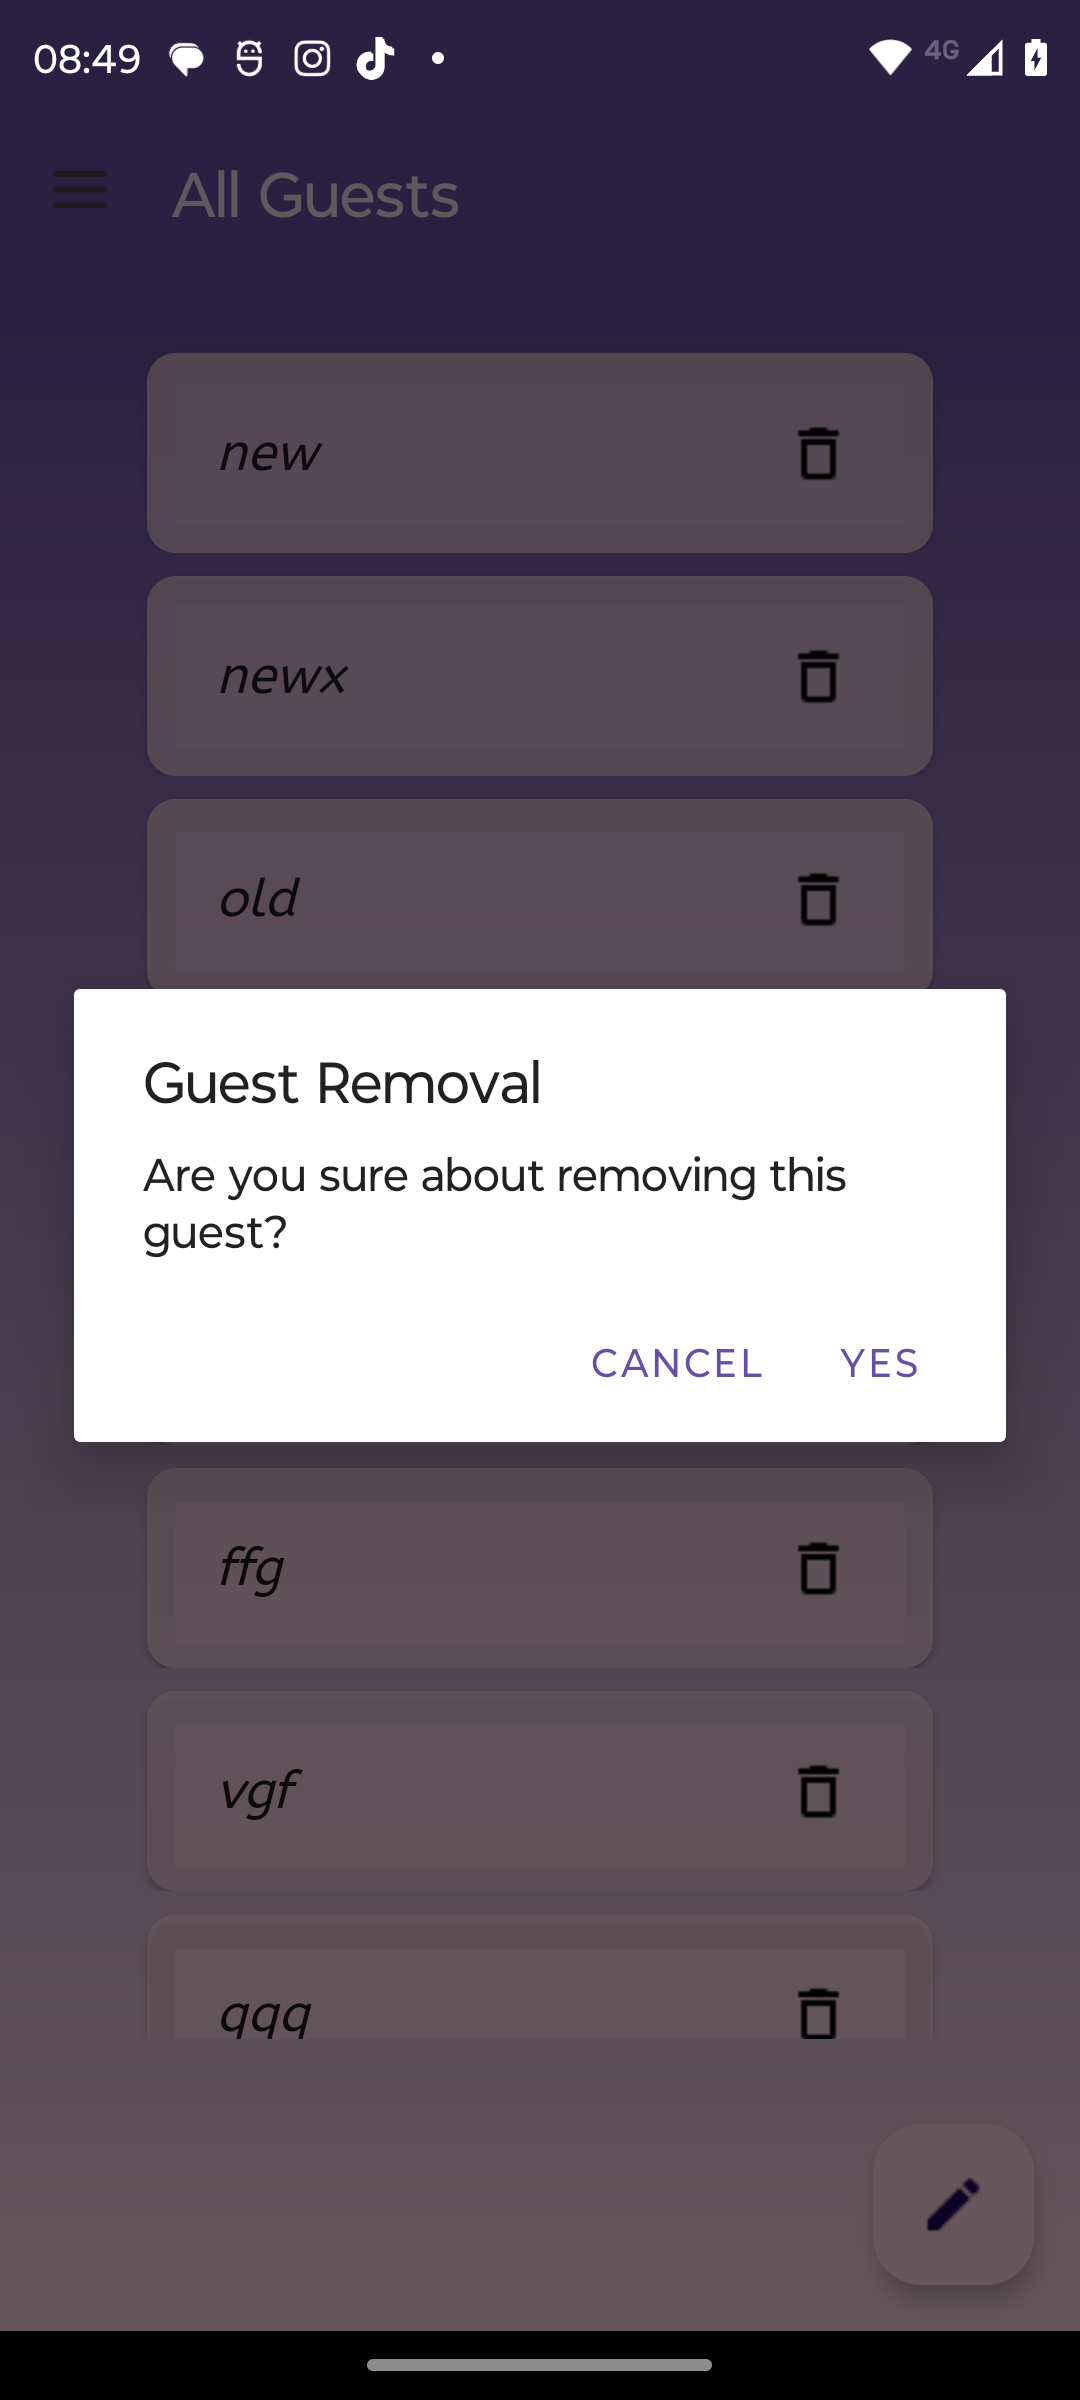 08:49
4G
All Guests
new
newx
old
Guest Removal
Are you sure about removing this
guest?
CANCEL
YES
ffg
vgf
qqq